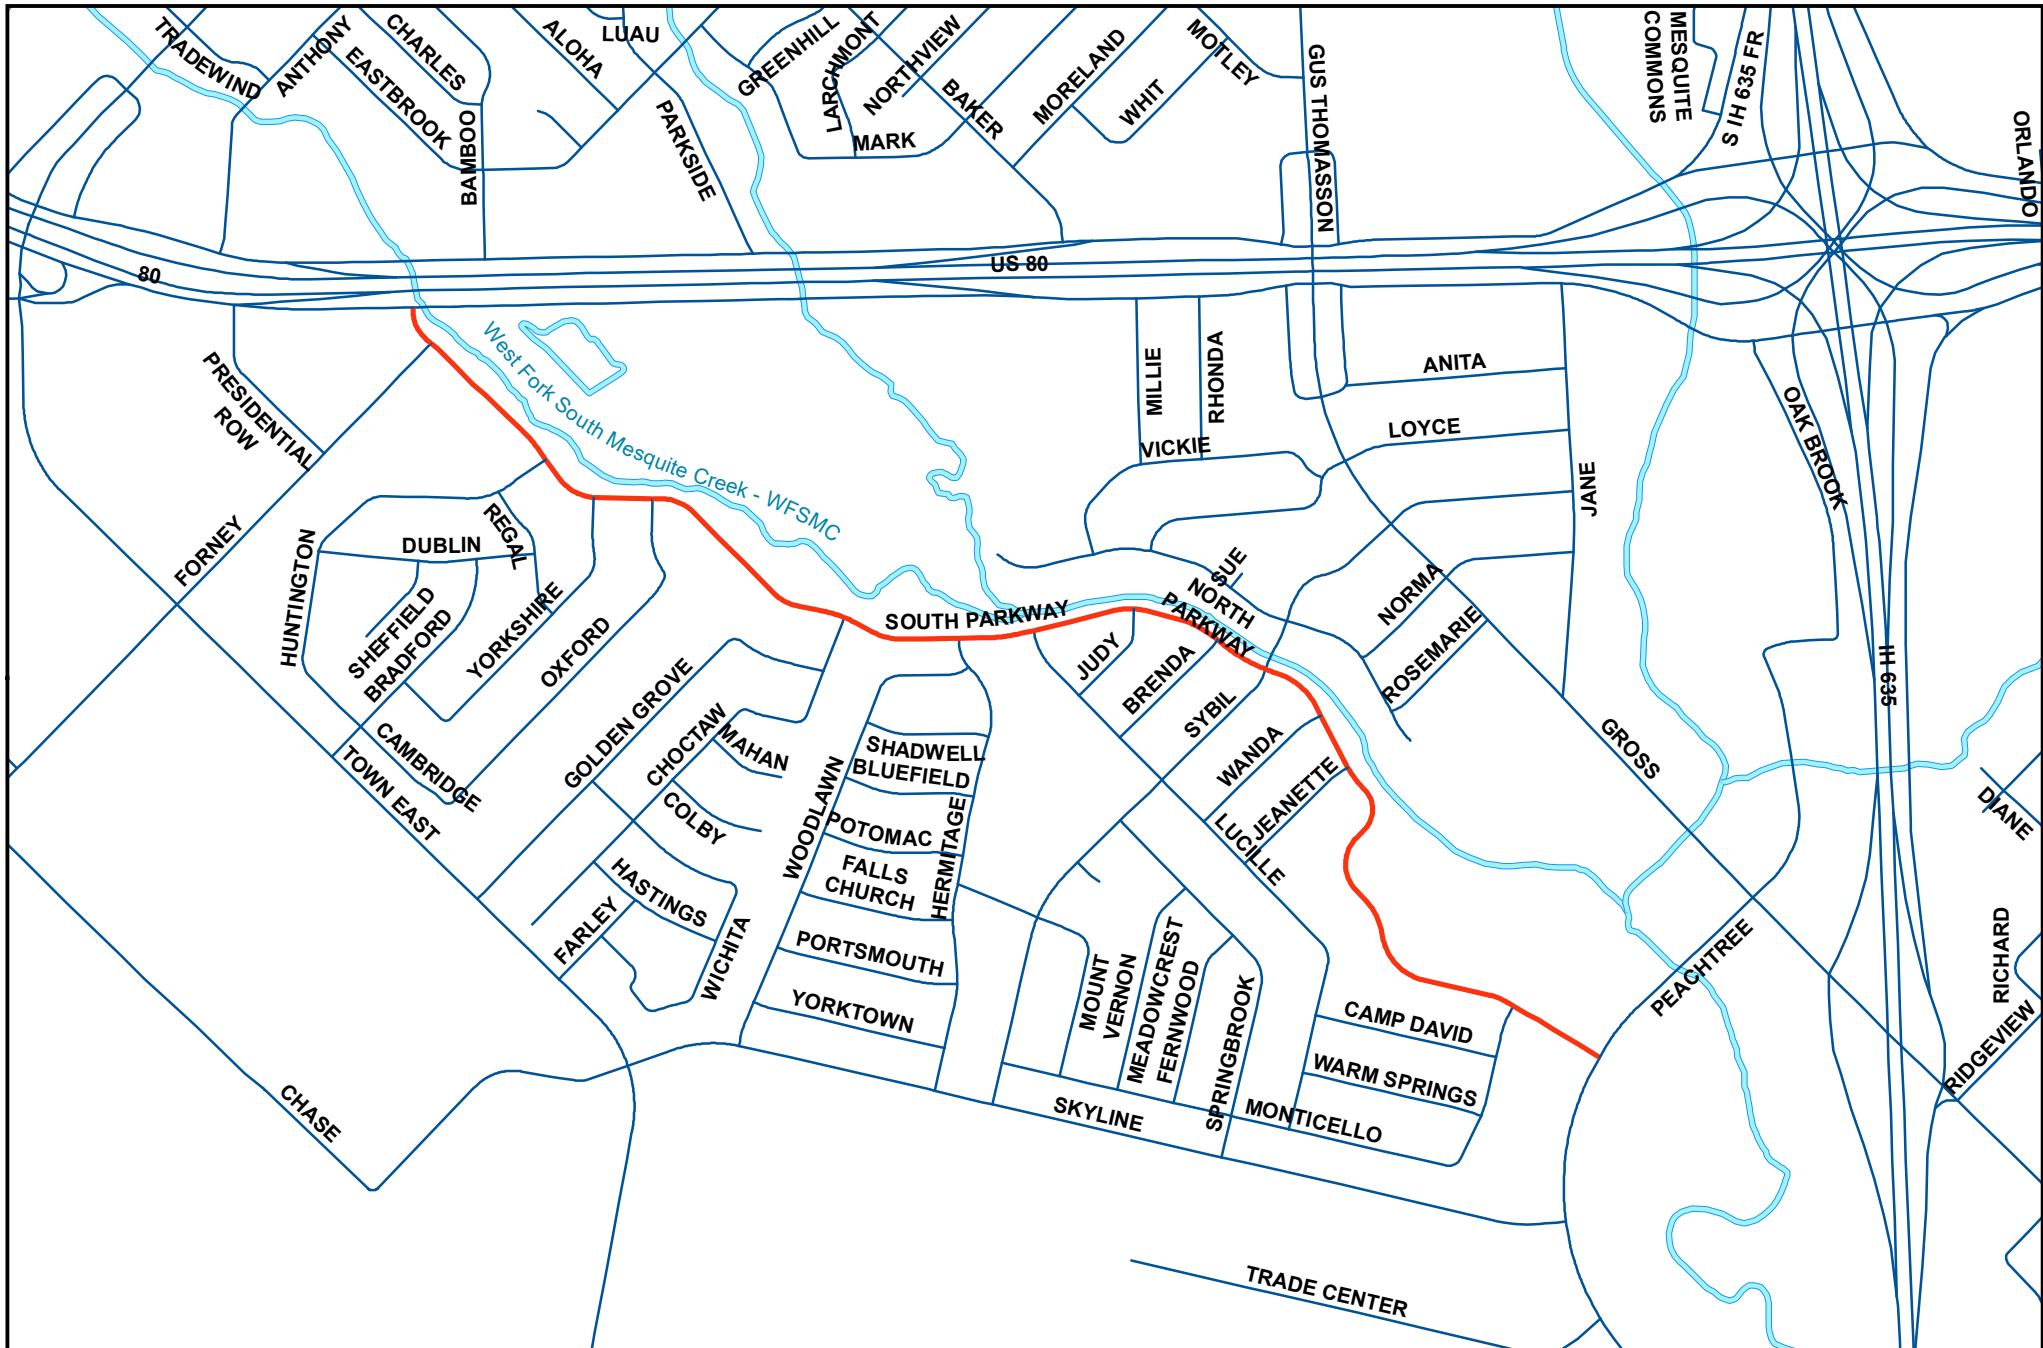 TRADEWIND
ANTHONY
EASTBROOK
CHARLES
BAMBOO
ALOHA
LUAU
PARKSIDE
GREENHILL
LARCHMONT
NORTHVIEW
MARK
BAKER
MORELAND
WHIT
MOTLEY
GUS THOMASSON
MESQUITE
COMMONS
S IH 635 FR
ORLANDO
80
US 80
West Fork South Mesquite Creek - WFSMC
PRESIDENTIAL
ROW
FORNEY
MILLIE
RHONDA
VICKIE
ANITA
LOYCE
JANE
OAK BROOK
HUNTINGTON
DUBLIN
REGAL
SHEFFIELD
BRADFORD
YORKSHIRE
OXFORD
CAMBRIDGE
TOWN EAST
SOUTH PARKWAY
NORTH
PARKWAY
SUE
NORMA
ROSEMARIE
JUDY
BRENDA
SYBIL
WANDA
JEANETTE
LUCILLE
GROSS
IH 635
GOLDEN GROVE
CHOCTAW
MAHAN
COLBY
HASTINGS
FARLEY
WICHITA
WOODLAWN
SHADWELL
BLUEFIELD
POTOMAC
FALLS
CHURCH
HERMITAGE
PORTSMOUTH
YORKTOWN
MOUNT
VERNON
MEADOWCREST
FERNWOOD
SPRINGBROOK
CAMP DAVID
WARM SPRINGS
MONTICELLO
SKYLINE
PEACHTREE
DIANE
RICHARD
RIDGEVIEW
CHASE
TRADE CENTER